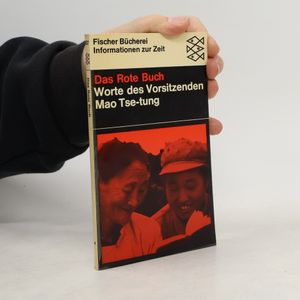 Fischer Bücherei
Informationen zur Zeit
Das Rote Buch
Worte des Vorsitzenden
Mao Tse-tung